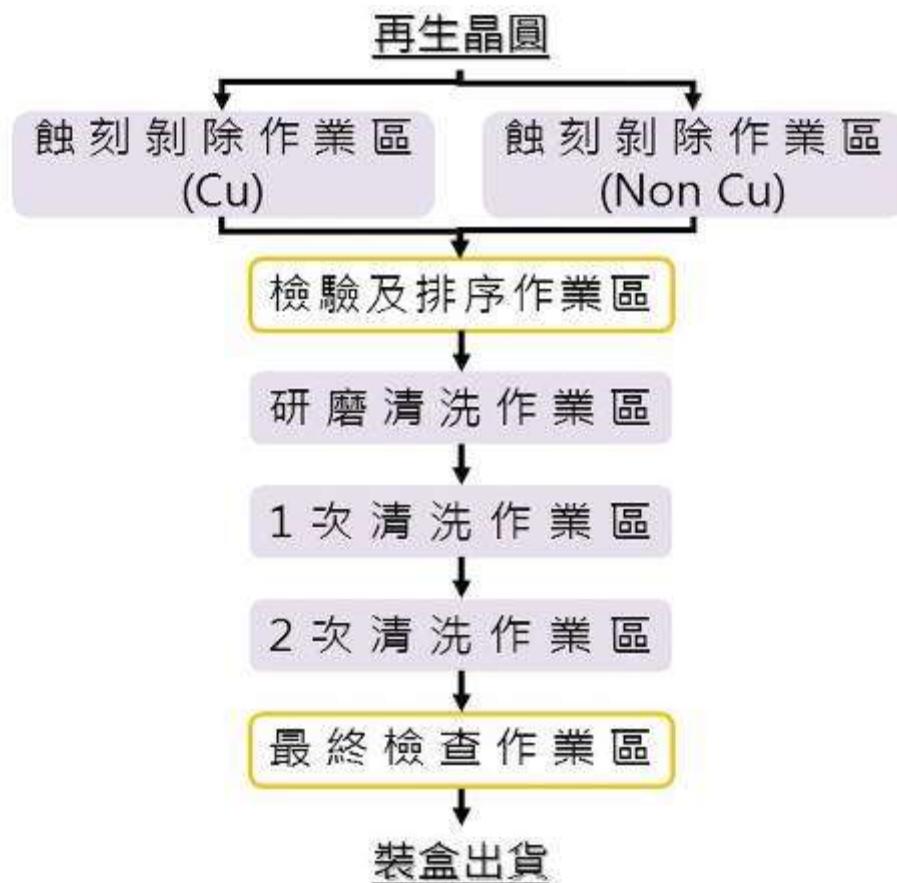 再生晶圓
蝕刻剝除作業區
(Cu)
蝕刻剝除作業區
(Non Cu)
檢驗及排序作業區
研磨清洗作業區
1次清洗作業區
2次清洗作業區
最終檢查作業區
裝盒出貨